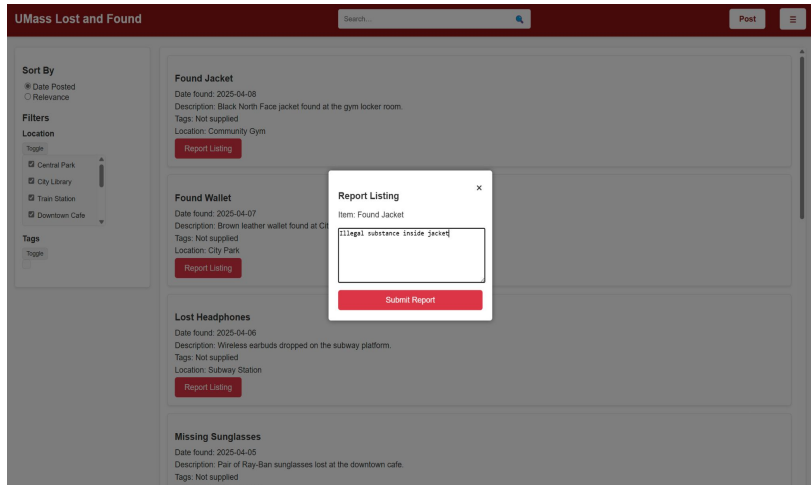 UMass Lost and Found
Search...
Post
Sort By
Date Posted
Relevance
Filters
Location
Toggle
Central Park
City Library
Train Station
Downtown Cafe
Tags
Toggle
Found Jacket
Date found: 2025-04-08
Description: Black North Face jacket found at the gym locker room.
Tags: Not supplied
Location: Community Gym
Report Listing
Found Wallet
Date found: 2025-04-07
Description: Brown leather wallet found at
Tags: Not supplied
Location: City Park
Report Listing
Lost Headphones
Date found: 2025-04-06
Description: Wireless earbuds dropped on the subway platform.
Tags: Not supplied
Location: Subway Station
Report Listing
Missing Sunglasses
Date found: 2025-04-05
Description: Pair of Ray-Ban sunglasses lost at the downtown cafe.
Tags: Not supplied
×
Report Listing
Item: Found Jacket
Illegal substance inside jacket
Submit Report